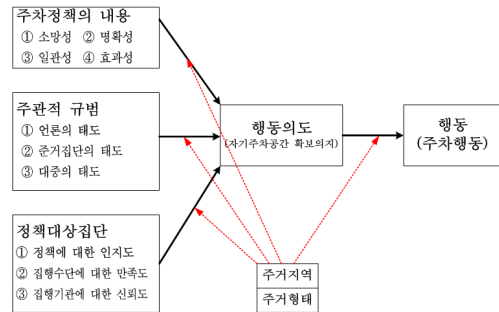 주차정책의 내용
① 소망성 ② 명확성
③ 일관성 ④ 효과성
주관적 규범
① 언론의 태도
② 준거집단의 태도
③ 대중의 태도
정책대상집단
① 정책에 대한 인지도
② 집행수단에 대한 만족도
③ 집행기관에 대한 신뢰도
행동의도
(자기주차공간 확보의지)
행동
(주차행동)
주거지역
주거형태